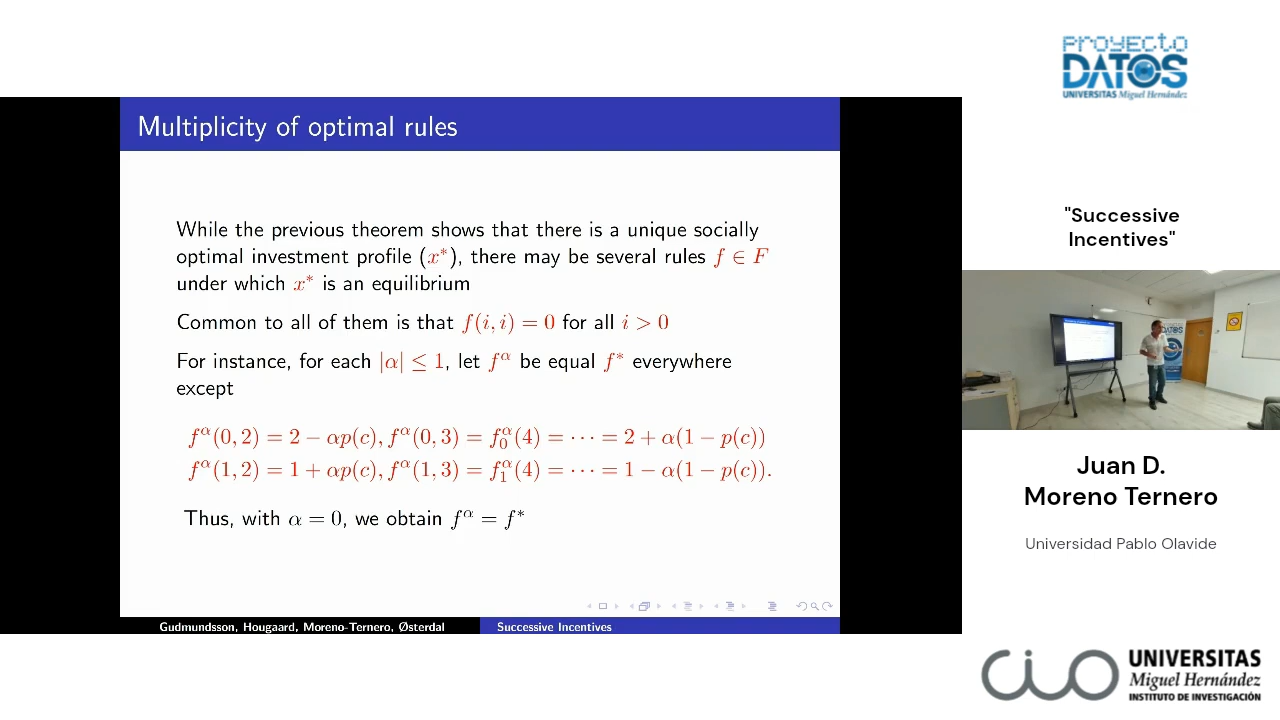 Multiplicity of optimal rules
While the previous theorem shows that there is a unique socially
optimal investment profile (x*), there may be several rules f ∈ F
under which x* is an equilibrium
Common to all of them is that f(i, i) = 0 for all i > 0
For instance, for each |α| ≤ 1, let f^α be equal f* everywhere
except
f^α(0, 2) = 2 − αp(c), f^α(0, 3) = f_0^α(4) = ··· = 2 + α(1 − p(c))
f^α(1, 2) = 1 + αp(c), f^α(1, 3) = f_1^α(4) = ··· = 1 − α(1 − p(c)).
Thus, with α = 0, we obtain f^α = f*
Gudmundsson, Hougaard, Moreno-Ternero, Østerdal
Successive Incentives
PROYECTO
DATOS
UNIVERSITAS Miguel Hernández
"Successive
Incentives"
DATOS
Juan D.
Moreno Ternero
Universidad Pablo Olavide
CIO
UNIVERSITAS
Miguel Hernández
INSTITUTO DE INVESTIGACIÓN